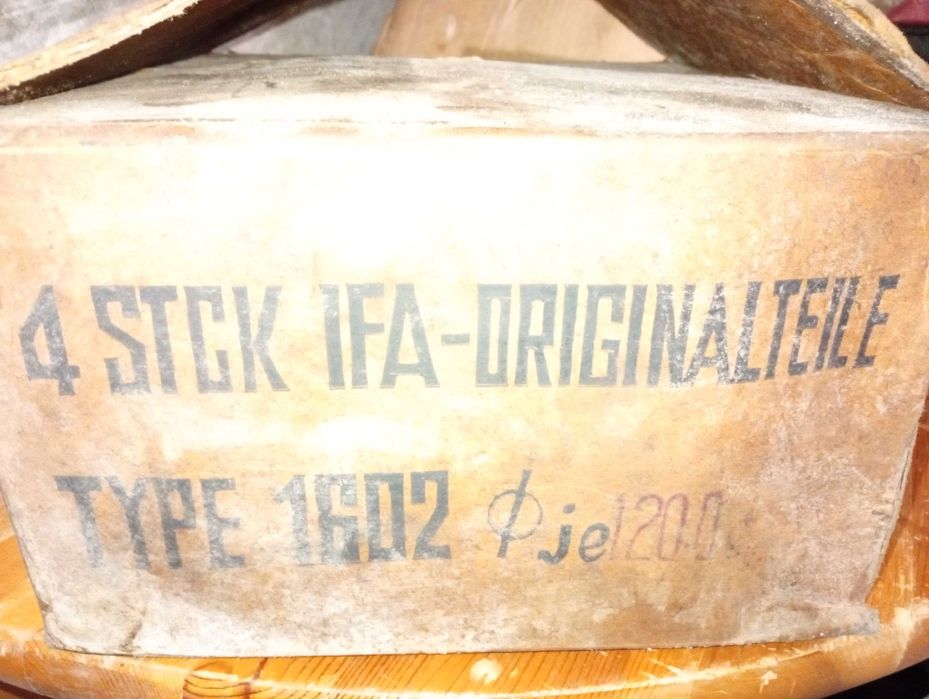 4 STCK IFA-ORIGINALTEILE
TYPE 1602 ϕ je 120.0